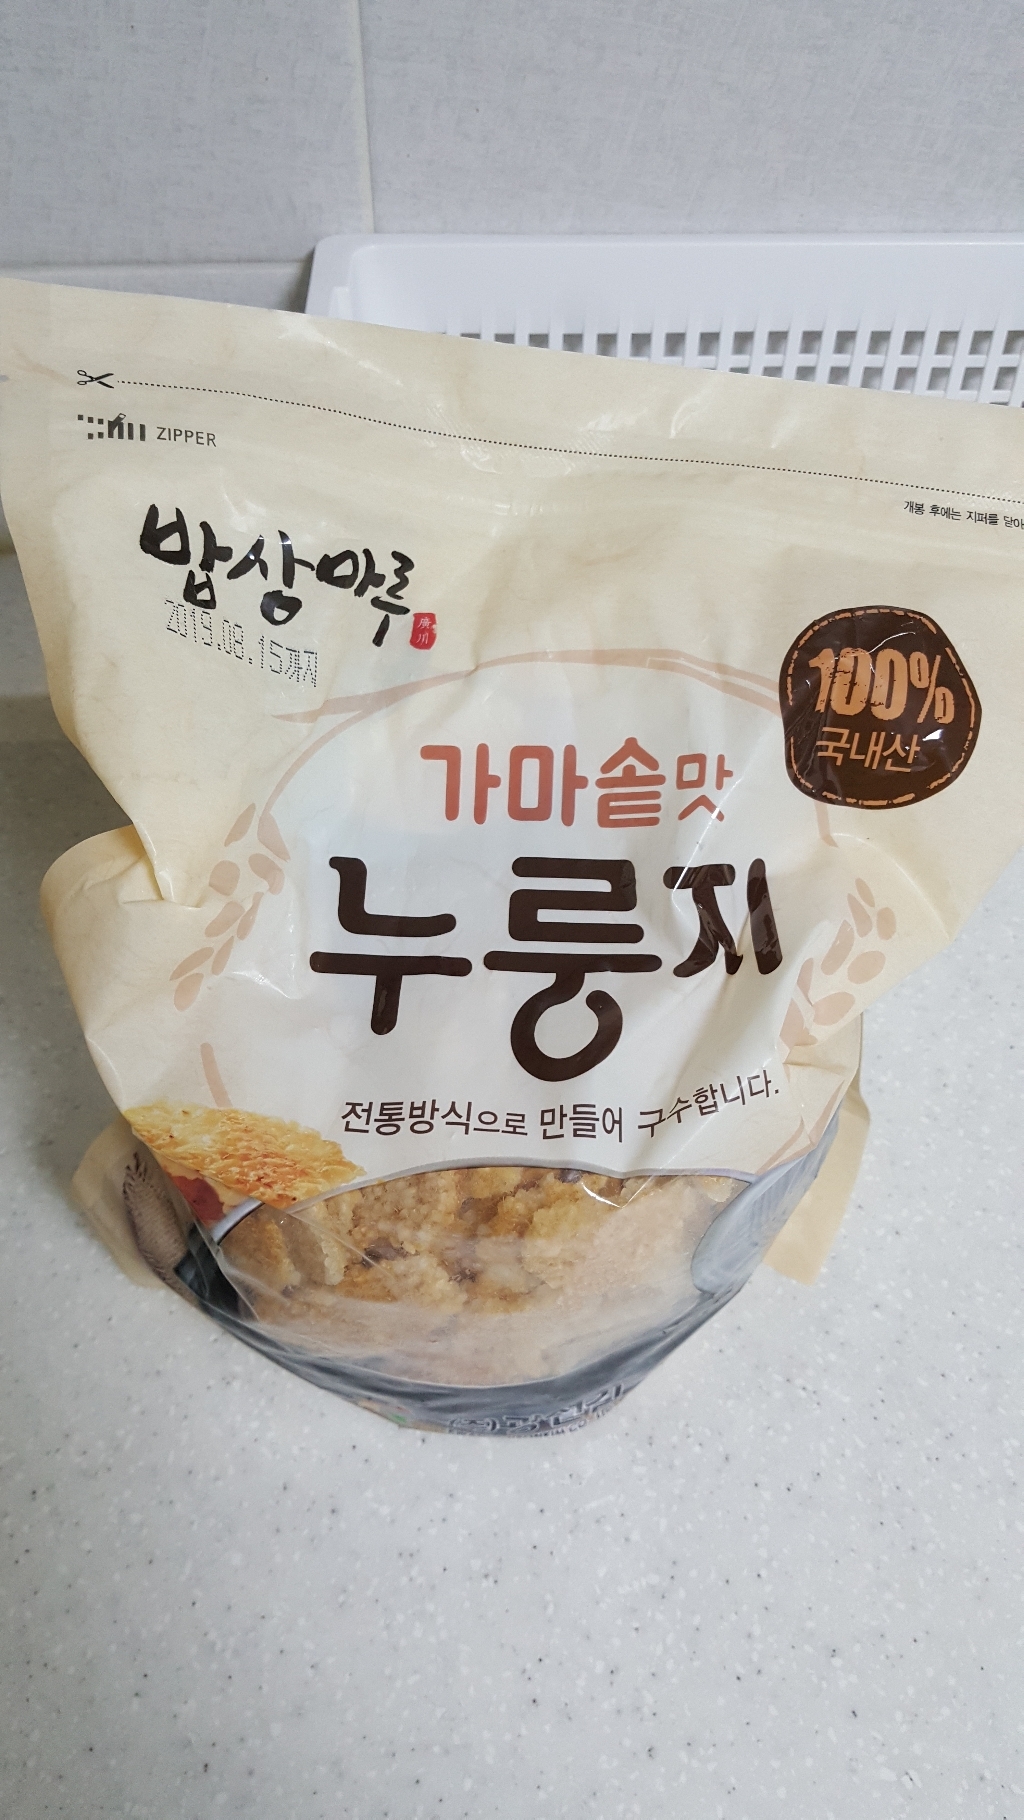 ZIPPER
개봉 후에는 지퍼를 닫아
밥상마루
廣川
2019.08.15까지
100%
국내산
가마솥맛
누룽지
전통방식으로 만들어 구수합니다.